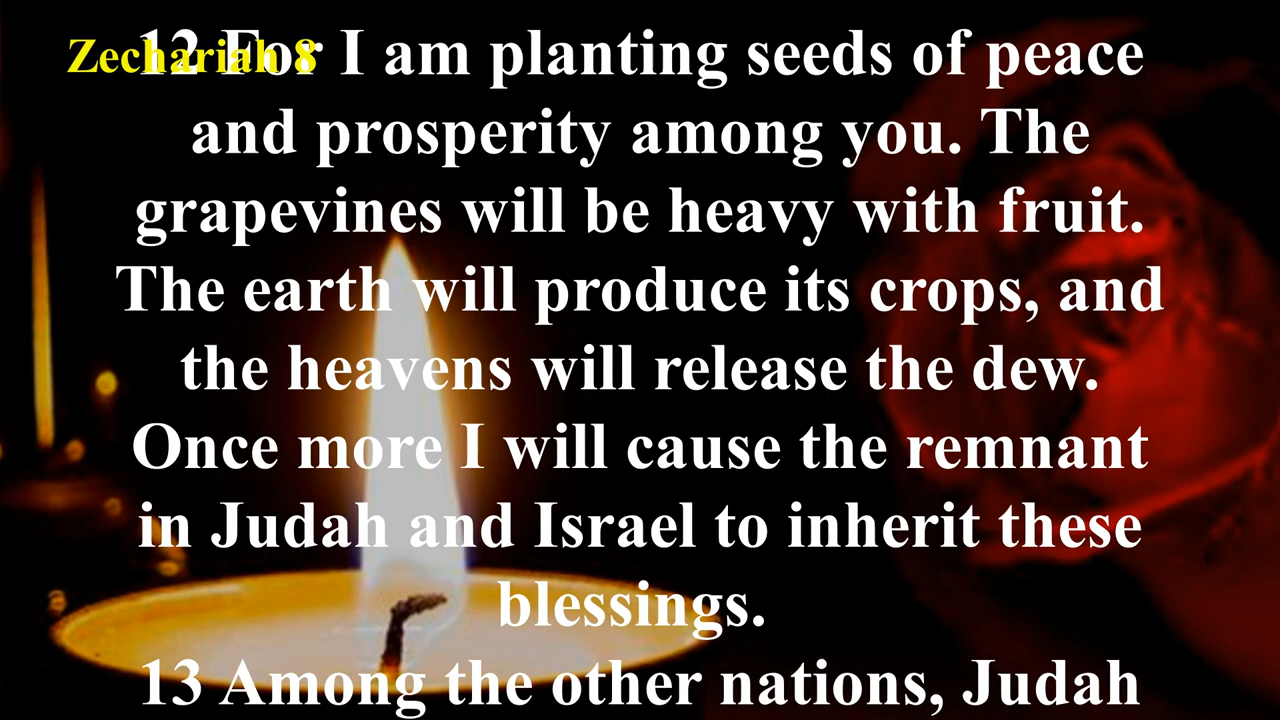 Zechariah 8
12 For I am planting seeds of peace
and prosperity among you. The
grapevines will be heavy with fruit.
The earth will produce its crops, and
the heavens will release the dew.
Once more I will cause the remnant
in Judah and Israel to inherit these
blessings.
13 Among the other nations, Judah